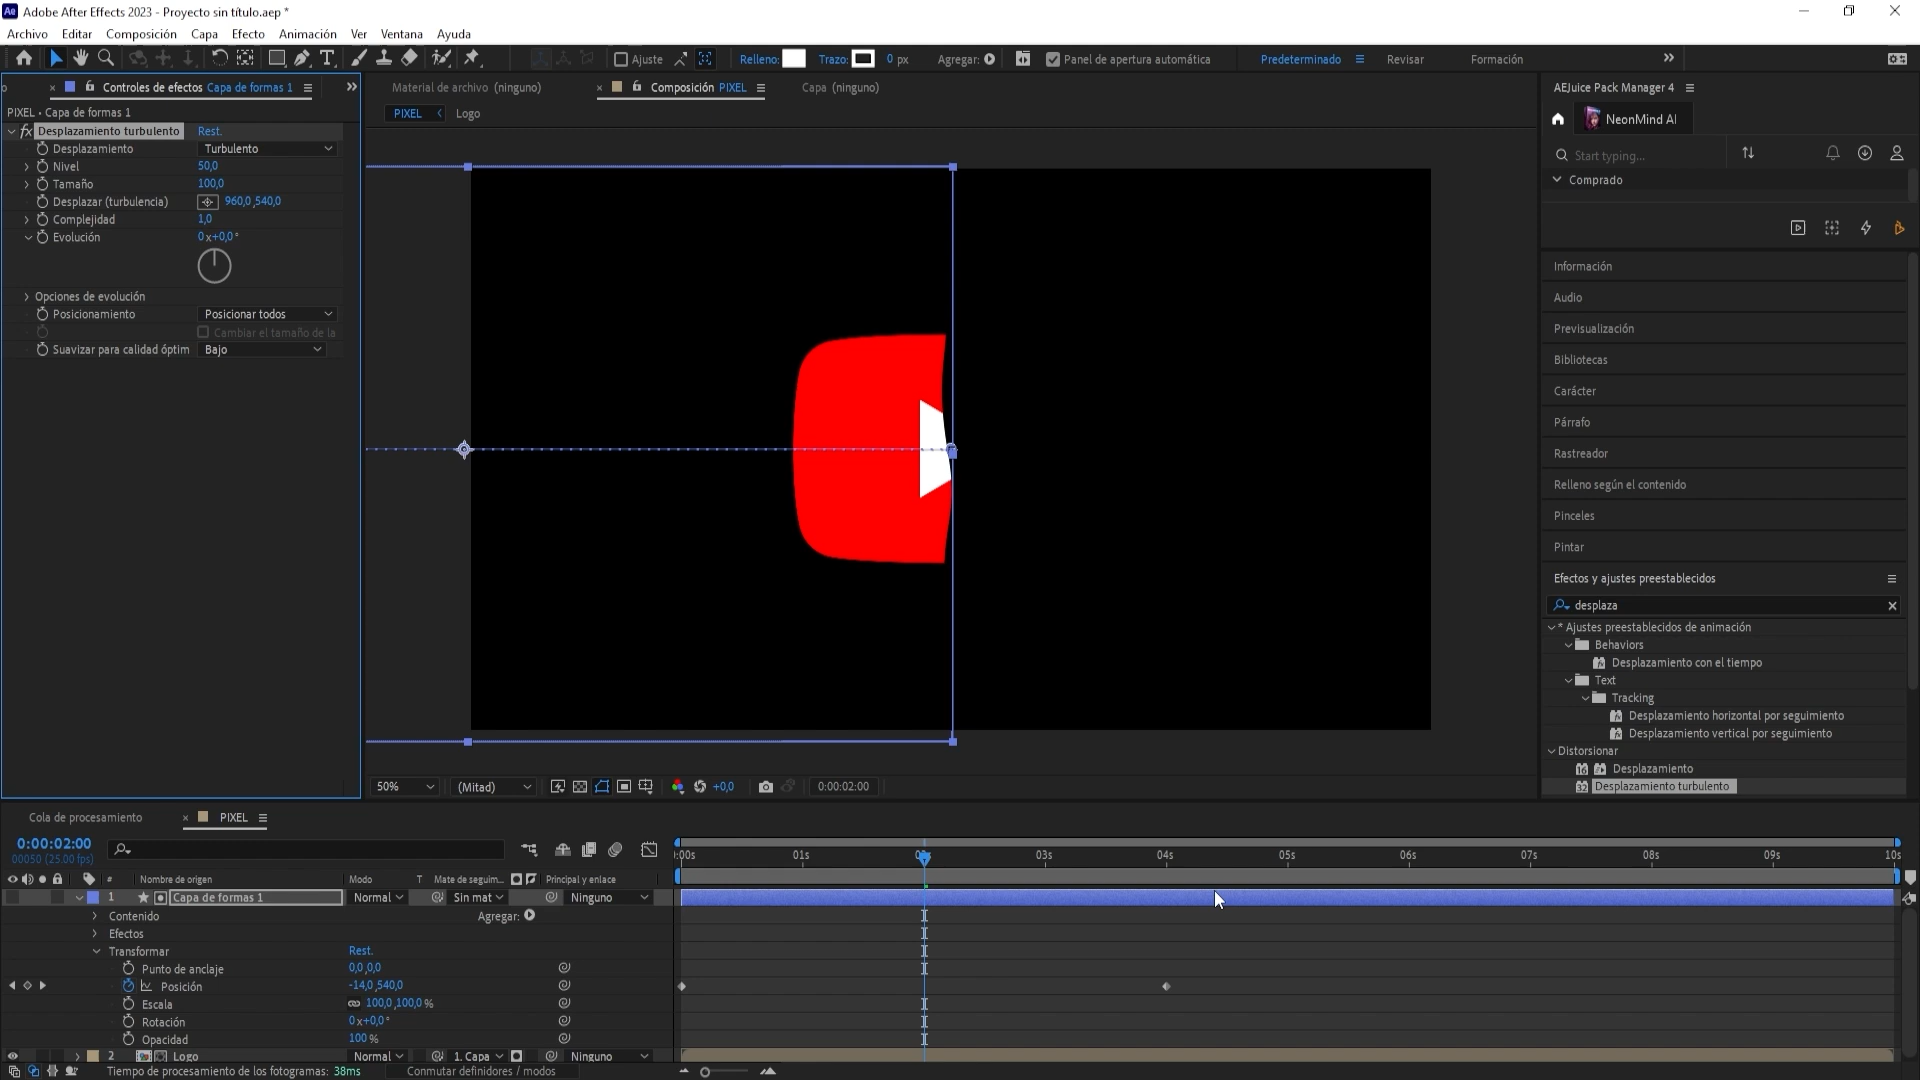 Adobe After Effects 2023 - Proyecto sin título.aep *
Archivo Editar Composición Capa Efecto Animación Ver Ventana Ayuda
Ajuste Relleno: Trazo: 0 px Agregar: Panel de apertura automática Predeterminado Revisar Formación
Controles de efectos Capa de formas 1
Material de archivo (ninguno) Composición PIXEL Capa (ninguno)
PIXEL • Capa de formas 1
PIXEL Logo
fx Desplazamiento turbulento Rest.
Desplazamiento Turbulento
Nivel 50,0
Tamaño 100,0
Desplazar (turbulencia) 960,0,540,0
Complejidad 1,0
Evolución 0x+0,0°
Opciones de evolución
Posicionamiento Posicionar todos
Cambiar el tamaño de la
Suavizar para calidad óptim Bajo
AEJuice Pack Manager 4
NeonMind AI
Start typing...
Comprado
Información
Audio
Previsualización
Bibliotecas
Carácter
Párrafo
Rastreador
Relleno según el contenido
Pinceles
Pintar
Efectos y ajustes preestablecidos
desplaza
* Ajustes preestablecidos de animación
Behaviors
Desplazamiento con el tiempo
Text
Tracking
Desplazamiento horizontal por seguimiento
Desplazamiento vertical por seguimiento
Distorsionar
Desplazamiento
Desplazamiento turbulento
50% (Mitad) +0,0 0:00:02:00
Cola de procesamiento PIXEL
0:00:02:00
00050 (25.00 fps)
:00s 01s 03s 04s 05s 06s 07s 08s 09s 10s
# Nombre de origen Modo T Mate de seguim... Principal y enlace
1 Capa de formas 1 Normal Sin mat Ninguno
Contenido Agregar:
Efectos
Transformar Rest.
Punto de anclaje 0,0,0,0
Posición -14,0,540,0
Escala 100,0,100,0 %
Rotación 0x+0,0°
Opacidad 100 %
2 Logo Normal 1. Capa Ninguno
Tiempo de procesamiento de los fotogramas: 38ms Conmutar definidores / modos